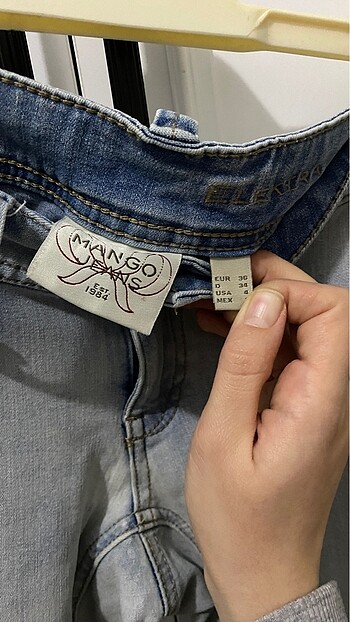 ELEKTRA
MANGO
JEANS
EST.
1984
EUR 36
D 34
USA 4
MEX